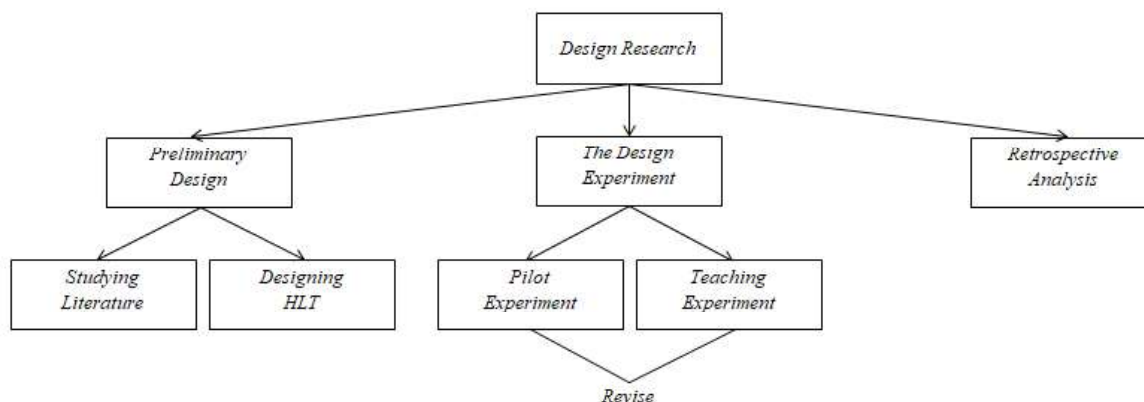 Design Research
Preliminary
Design
The Design
Experiment
Retrospective
Analysis
Studying
Literature
Designing
HLT
Pilot
Experiment
Teaching
Experiment
Revise